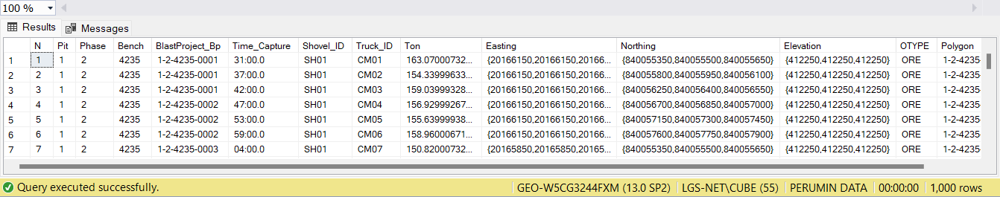 100 %
Results Messages
N Pit Phase Bench BlastProject_Bp Time_Capture Shovel_ID Truck_ID Ton Easting Northing Elevation OTYPE Polygon
1 1 1 2 4235 1-2-4235-0001 31:00.0 SH01 CM01 163.07000732... {20166150,20166150,20166... {840055350,840055500,840055650} {412250,412250,412250} ORE 1-2-4235-
2 2 1 2 4235 1-2-4235-0001 37:00.0 SH01 CM02 154.33999633... {20166150,20166150,20166... {840055800,840055950,840056100} {412250,412250,412250} ORE 1-2-4235-
3 3 1 2 4235 1-2-4235-0001 42:00.0 SH01 CM03 159.03999328... {20166150,20166150,20166... {840056250,840056400,840056550} {412250,412250,412250} ORE 1-2-4235-
4 4 1 2 4235 1-2-4235-0002 47:00.0 SH01 CM04 156.92999267... {20166150,20166150,20166... {840056700,840056850,840057000} {412250,412250,412250} ORE 1-2-4235-
5 5 1 2 4235 1-2-4235-0002 53:00.0 SH01 CM05 155.63999938... {20166150,20166150,20166... {840057150,840057300,840057450} {412250,412250,412250} ORE 1-2-4235-
6 6 1 2 4235 1-2-4235-0002 59:00.0 SH01 CM06 158.96000671... {20166150,20166150,20166... {840057600,840057750,840057900} {412250,412250,412250} ORE 1-2-4235-
7 7 1 2 4235 1-2-4235-0003 04:00.0 SH01 CM07 150.82000732... {20165850,20165850,20166... {840055350,840055500,840055650} {412250,412250,412250} ORE 1-2-4235-
Query executed successfully. GEO-W5CG3244FXM (13.0 SP2) LGS-NET\CUBE (55) PERUMIN DATA 00:00:00 1,000 rows